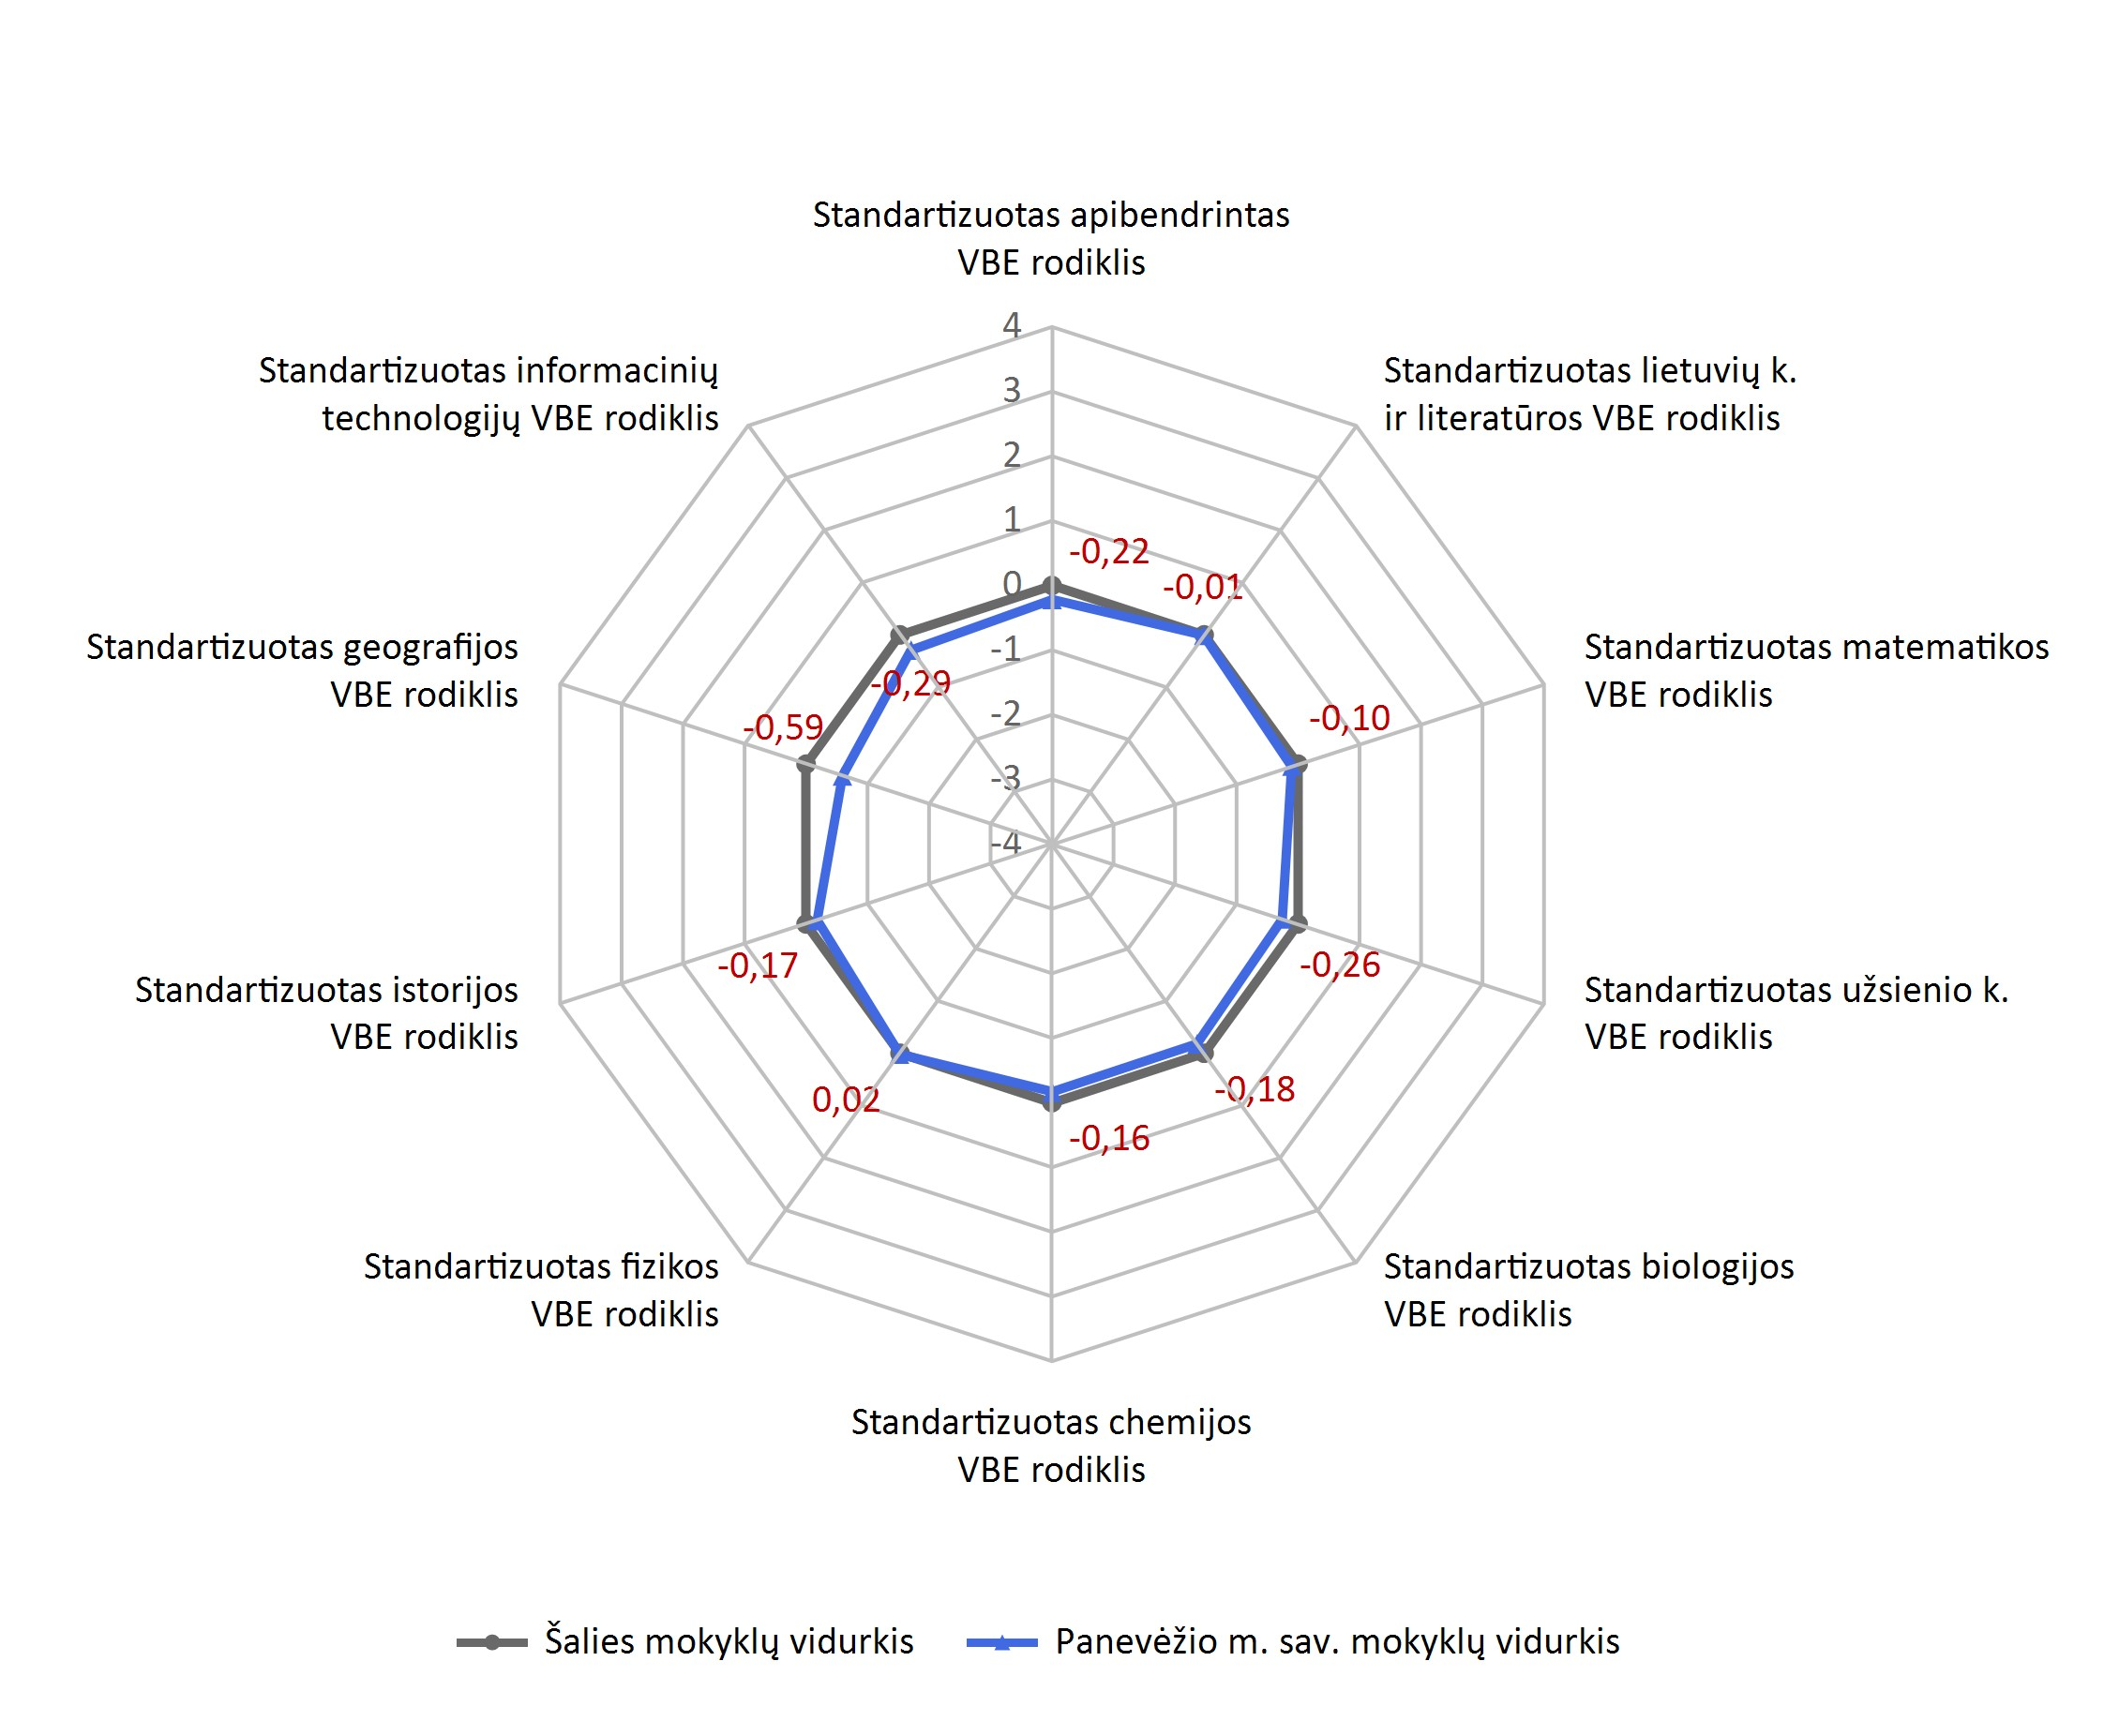 Standartizuotas apibendrintas
VBE rodiklis
Standartizuotas informacinių
technologijų VBE rodiklis
Standartizuotas lietuvių k.
ir literatūros VBE rodiklis
Standartizuotas geografijos
VBE rodiklis
Standartizuotas matematikos
VBE rodiklis
Standartizuotas istorijos
VBE rodiklis
Standartizuotas užsienio k.
VBE rodiklis
Standartizuotas fizikos
VBE rodiklis
Standartizuotas biologijos
VBE rodiklis
Standartizuotas chemijos
VBE rodiklis
4
3
2
1
0
-1
-2
-3
-4
-0,22
-0,01
-0,10
-0,26
-0,18
-0,16
0,02
-0,17
-0,59
-0,29
Šalies mokyklų vidurkis
Panevėžio m. sav. mokyklų vidurkis